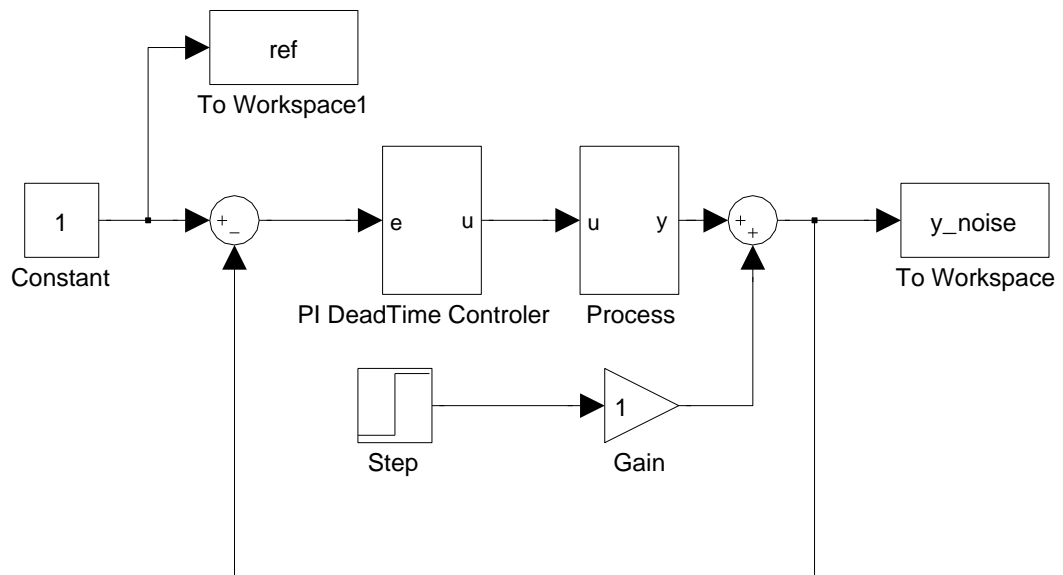 ref
To Workspace1
1
Constant
+
−
e
u
PI DeadTime Controler
u
y
Process
+
+
y_noise
To Workspace
Step
1
Gain